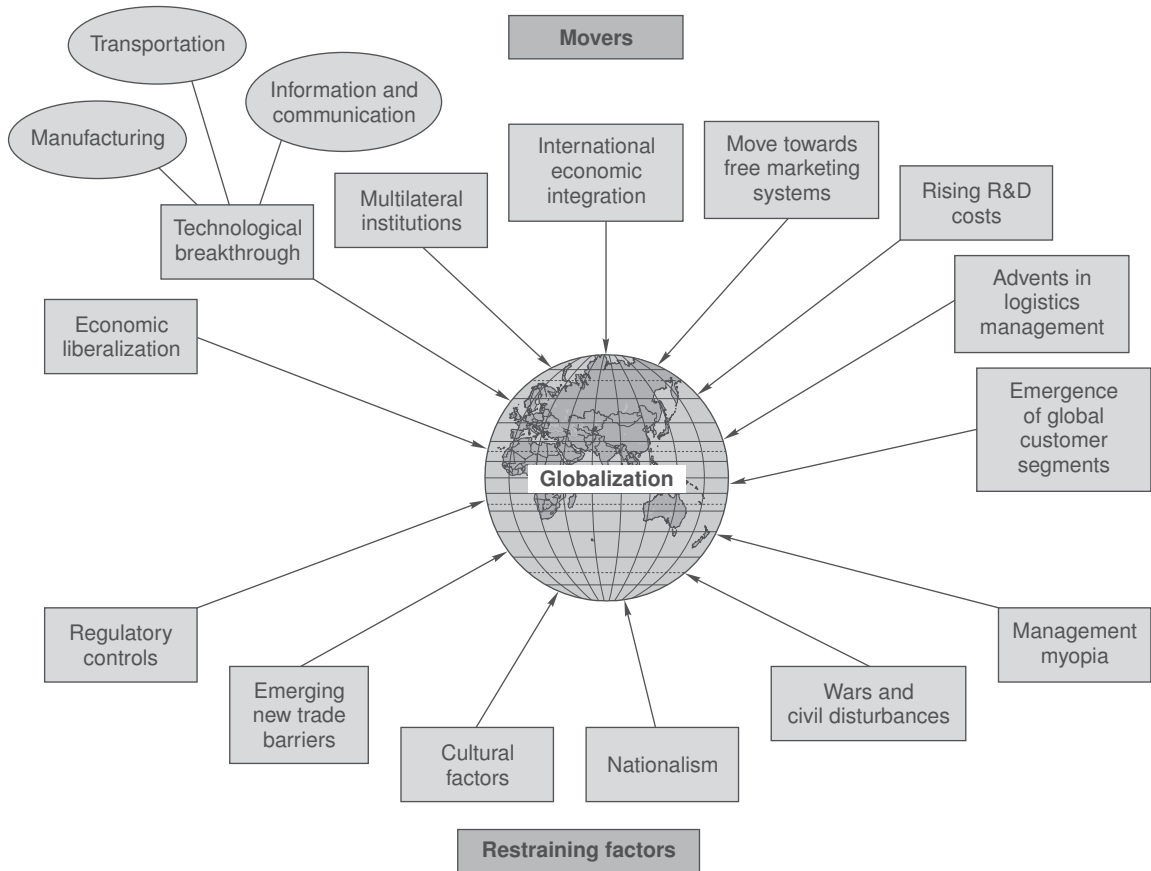 Movers
Transportation
Information and
communication
Manufacturing
Technological
breakthrough
Multilateral
institutions
International
economic
integration
Move towards
free marketing
systems
Rising R&D
costs
Advents in
logistics
management
Economic
liberalization
Emergence
of global
customer
segments
Globalization
Regulatory
controls
Emerging
new trade
barriers
Cultural
factors
Nationalism
Wars and
civil disturbances
Management
myopia
Restraining factors